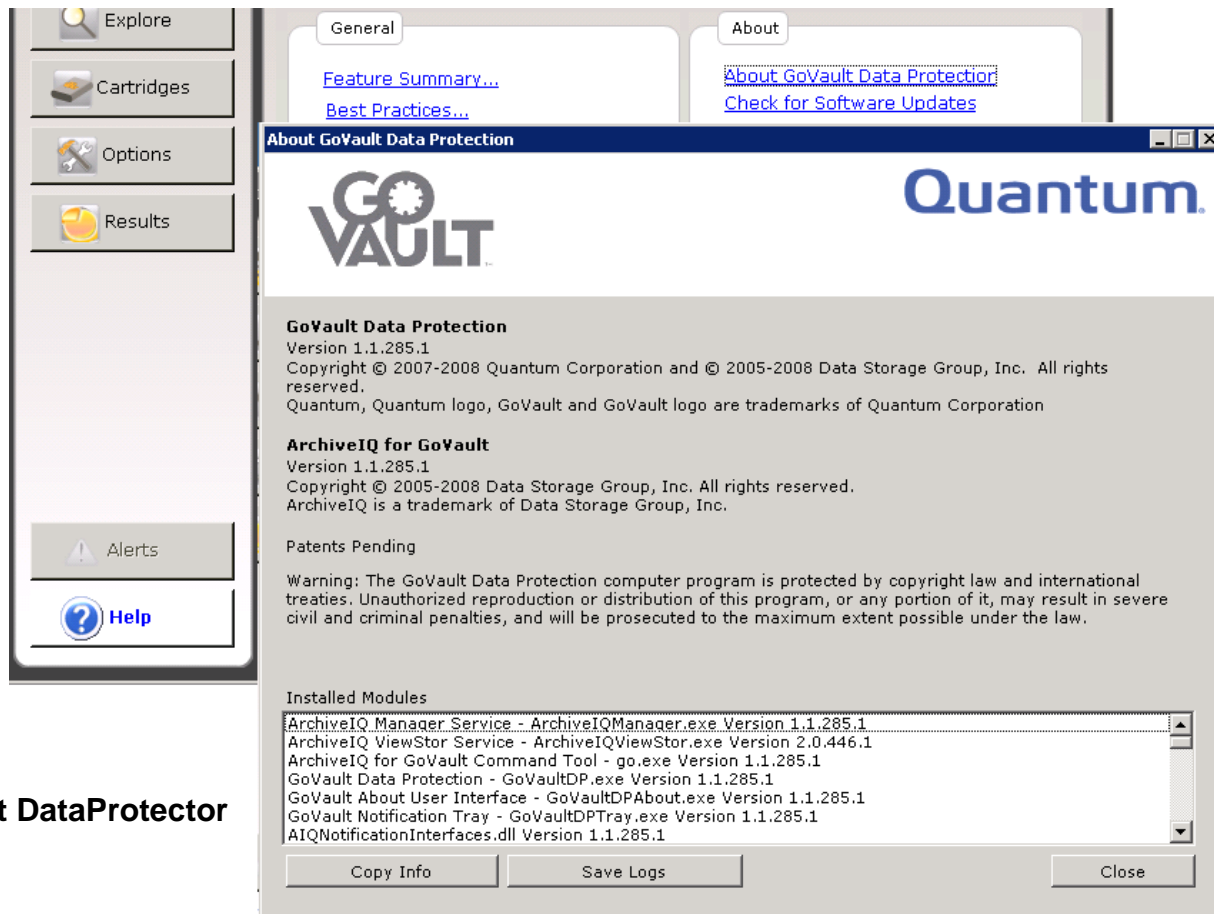 Explore
Cartridges
Options
Results
Alerts
Help
General
Feature Summary...
Best Practices...
About
About GoVault Data Protection
Check for Software Updates
About GoVault Data Protection
GO
VAULT
Quantum.
GoVault Data Protection
Version 1.1.285.1
Copyright © 2007-2008 Quantum Corporation and © 2005-2008 Data Storage Group, Inc. All rights
reserved.
Quantum, Quantum logo, GoVault and GoVault logo are trademarks of Quantum Corporation
ArchiveIQ for GoVault
Version 1.1.285.1
Copyright © 2005-2008 Data Storage Group, Inc. All rights reserved.
ArchiveIQ is a trademark of Data Storage Group, Inc.
Patents Pending
Warning: The GoVault Data Protection computer program is protected by copyright law and international
treaties. Unauthorized reproduction or distribution of this program, or any portion of it, may result in severe
civil and criminal penalties, and will be prosecuted to the maximum extent possible under the law.
Installed Modules
ArchiveIQ Manager Service - ArchiveIQManager.exe Version 1.1.285.1
ArchiveIQ ViewStor Service - ArchiveIQViewStor.exe Version 2.0.446.1
ArchiveIQ for GoVault Command Tool - go.exe Version 1.1.285.1
GoVault Data Protection - GoVaultDP.exe Version 1.1.285.1
GoVault About User Interface - GoVaultDPAbout.exe Version 1.1.285.1
GoVault Notification Tray - GoVaultDPTray.exe Version 1.1.285.1
AIQNotificationInterfaces.dll Version 1.1.285.1
Copy Info
Save Logs
Close
t DataProtector